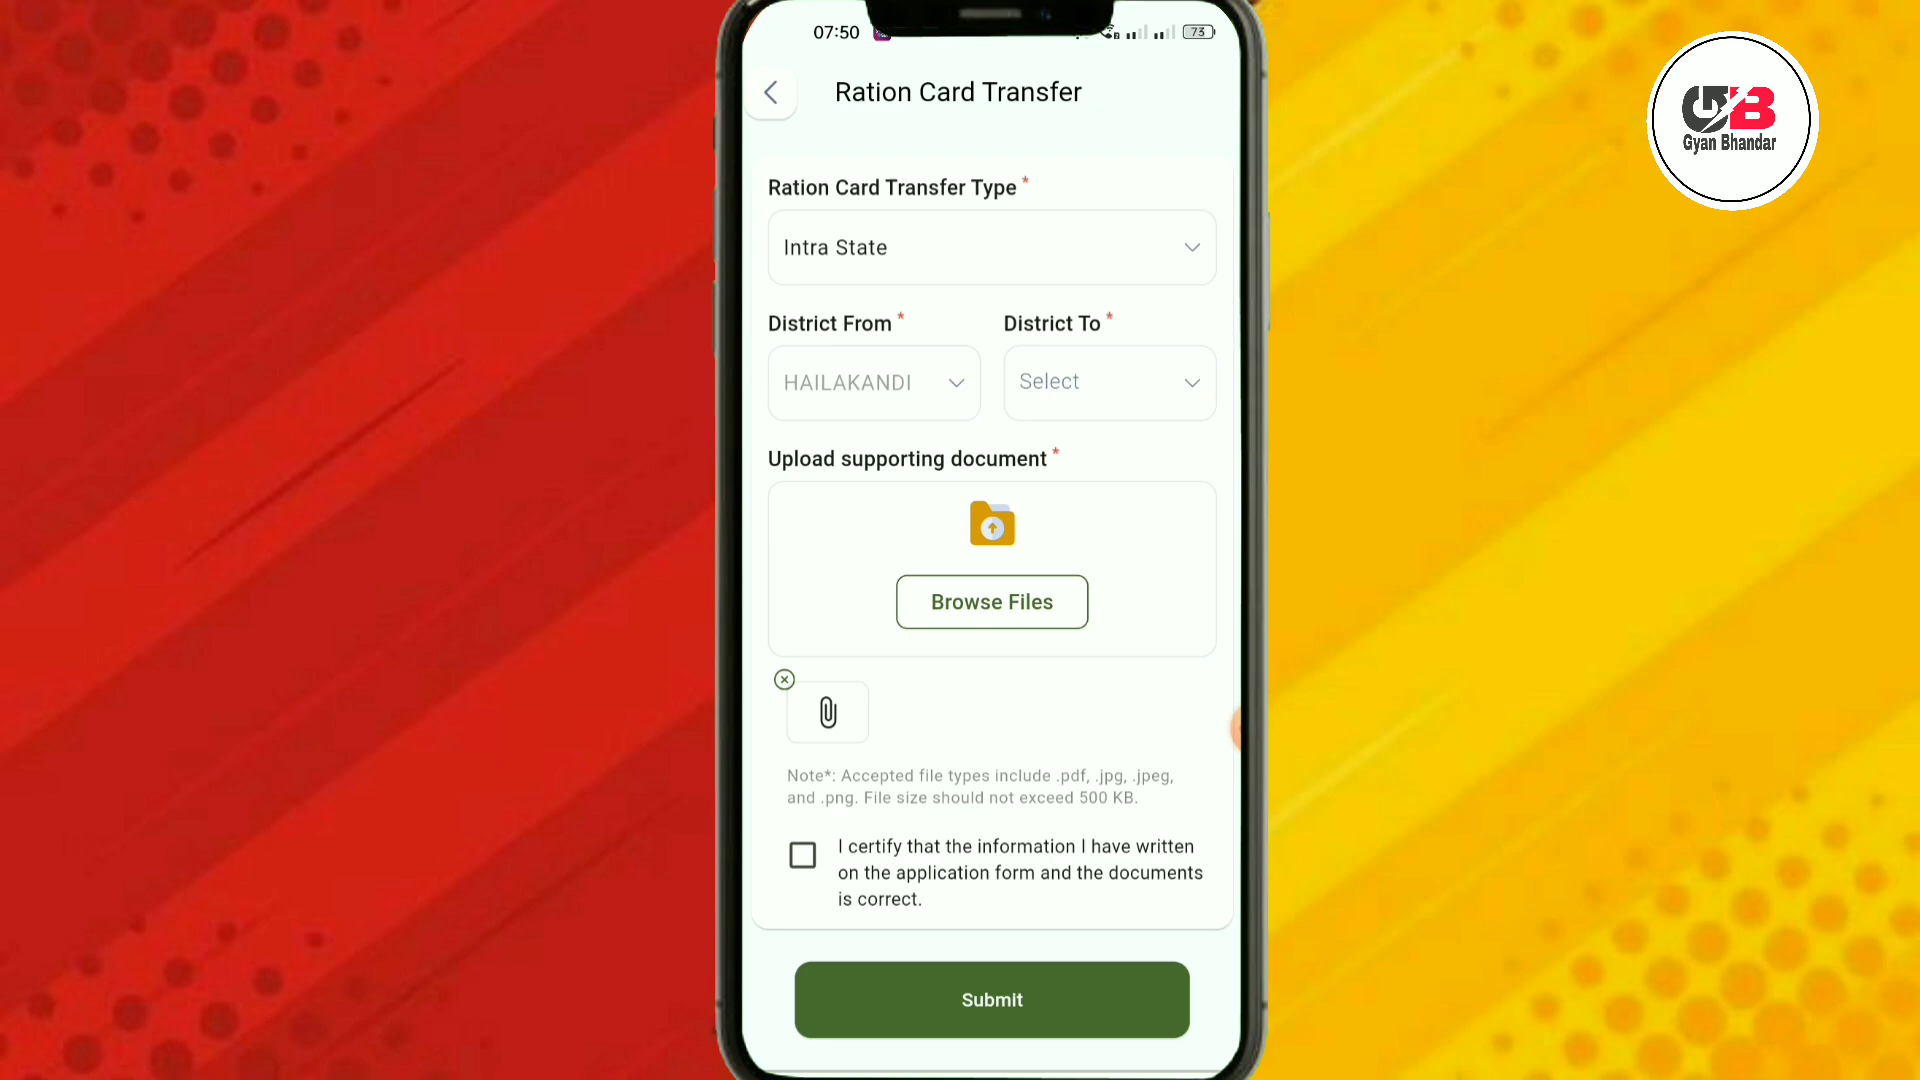 07:50
73
Ration Card Transfer
GB
Gyan Bhandar
Ration Card Transfer Type *
Intra State
District From * District To *
HAILAKANDI Select
Upload supporting document *
Browse Files
Note*: Accepted file types include .pdf, .jpg, .jpeg,
and .png. File size should not exceed 500 KB.
I certify that the information I have written
on the application form and the documents
is correct.
Submit